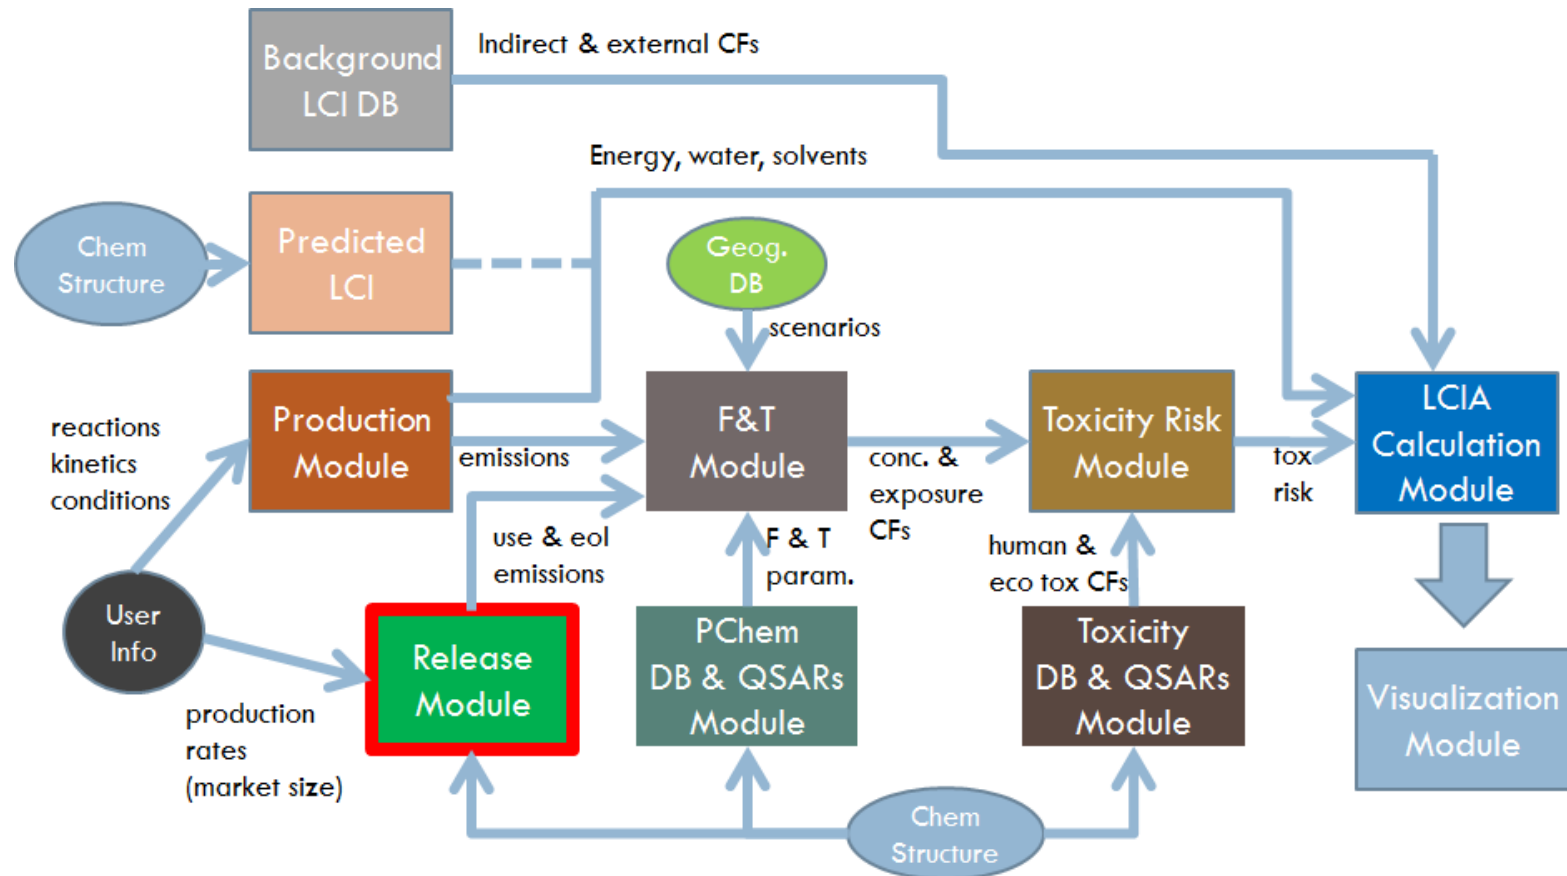 Background
LCI DB
Indirect & external CFs
Energy, water, solvents
Chem
Structure
Predicted
LCI
Geog.
DB
scenarios
reactions
kinetics
conditions
Production
Module
emissions
F&T
Module
conc. &
exposure
CFs
Toxicity Risk
Module
tox
risk
LCIA
Calculation
Module
use & eol
emissions
F & T
param.
human &
eco tox CFs
User
Info
Release
Module
PChem
DB & QSARs
Module
Toxicity
DB & QSARs
Module
Visualization
Module
production
rates
(market size)
Chem
Structure